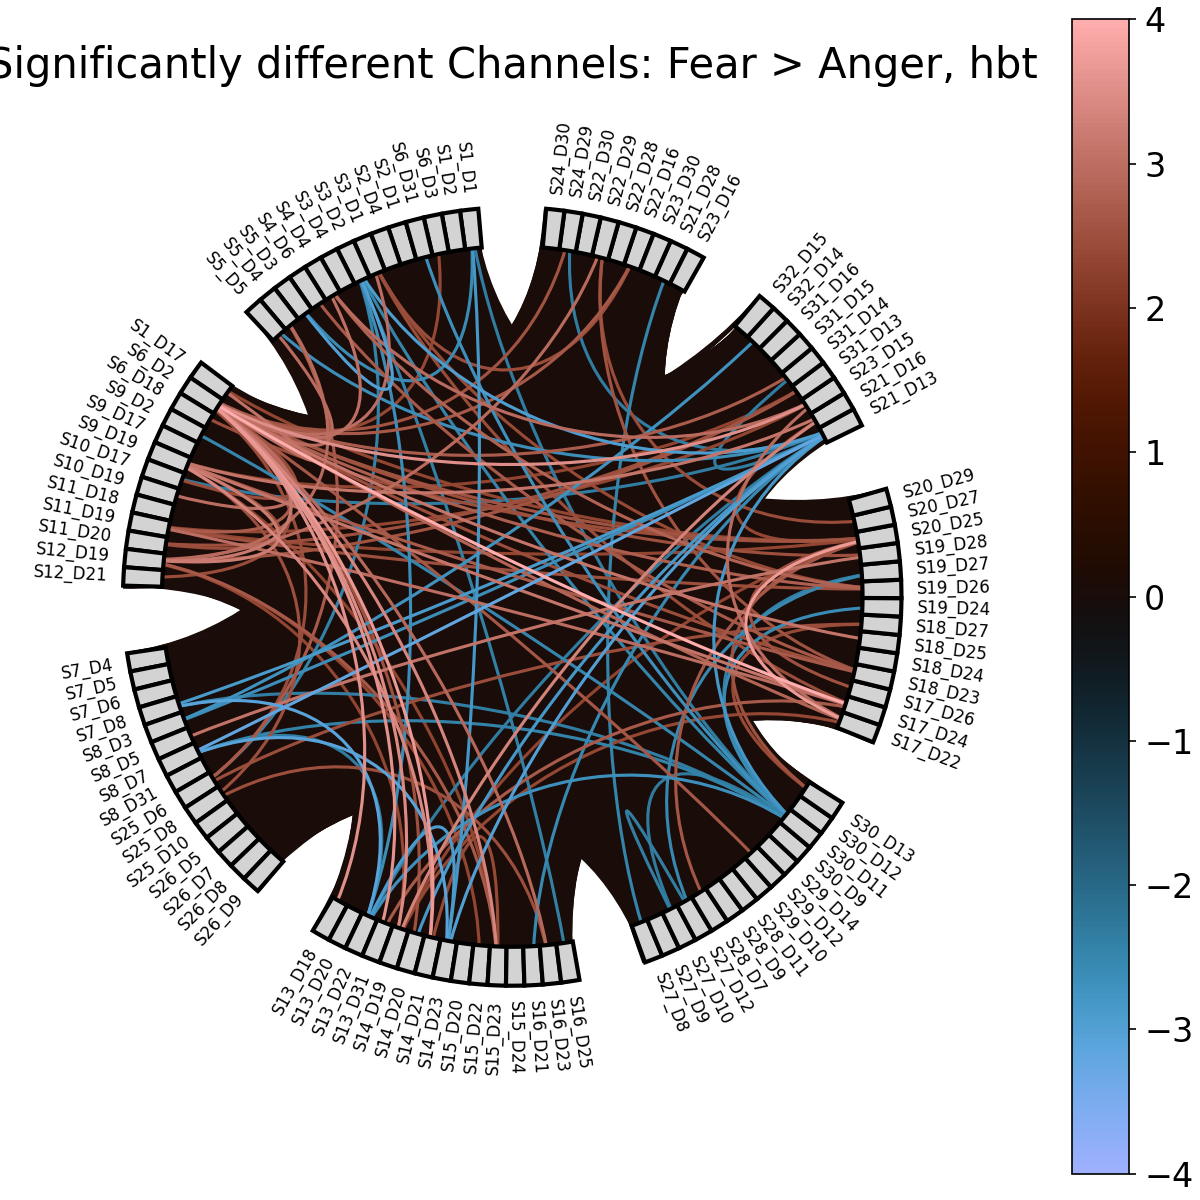 Significantly different Channels: Fear > Anger, hbt
S24_D30
S24_D29
S22_D30
S22_D29
S22_D28
S22_D16
S23_D30
S21_D28
S23_D16
S32_D15
S32_D14
S31_D16
S31_D15
S31_D14
S31_D13
S23_D15
S21_D16
S21_D13
S20_D29
S20_D27
S20_D25
S19_D28
S19_D27
S19_D26
S19_D24
S18_D27
S18_D25
S18_D24
S18_D23
S17_D26
S17_D24
S17_D22
S30_D13
S30_D12
S30_D11
S30_D9
S29_D14
S29_D12
S29_D10
S28_D11
S28_D9
S28_D7
S27_D12
S27_D10
S27_D9
S27_D8
S16_D25
S16_D23
S16_D21
S15_D24
S15_D23
S15_D22
S15_D20
S14_D23
S14_D21
S14_D20
S14_D19
S13_D31
S13_D22
S13_D20
S13_D18
S26_D9
S26_D8
S26_D7
S26_D5
S25_D10
S25_D8
S25_D6
S8_D31
S8_D7
S8_D5
S8_D3
S7_D8
S7_D6
S7_D5
S7_D4
S12_D21
S12_D19
S11_D20
S11_D19
S11_D18
S10_D19
S10_D17
S9_D19
S9_D17
S9_D2
S6_D18
S6_D2
S1_D17
S5_D5
S5_D4
S5_D3
S4_D6
S4_D4
S3_D4
S3_D2
S3_D1
S2_D4
S2_D1
S6_D31
S6_D3
S1_D2
S1_D1
4
3
2
1
0
−1
−2
−3
−4